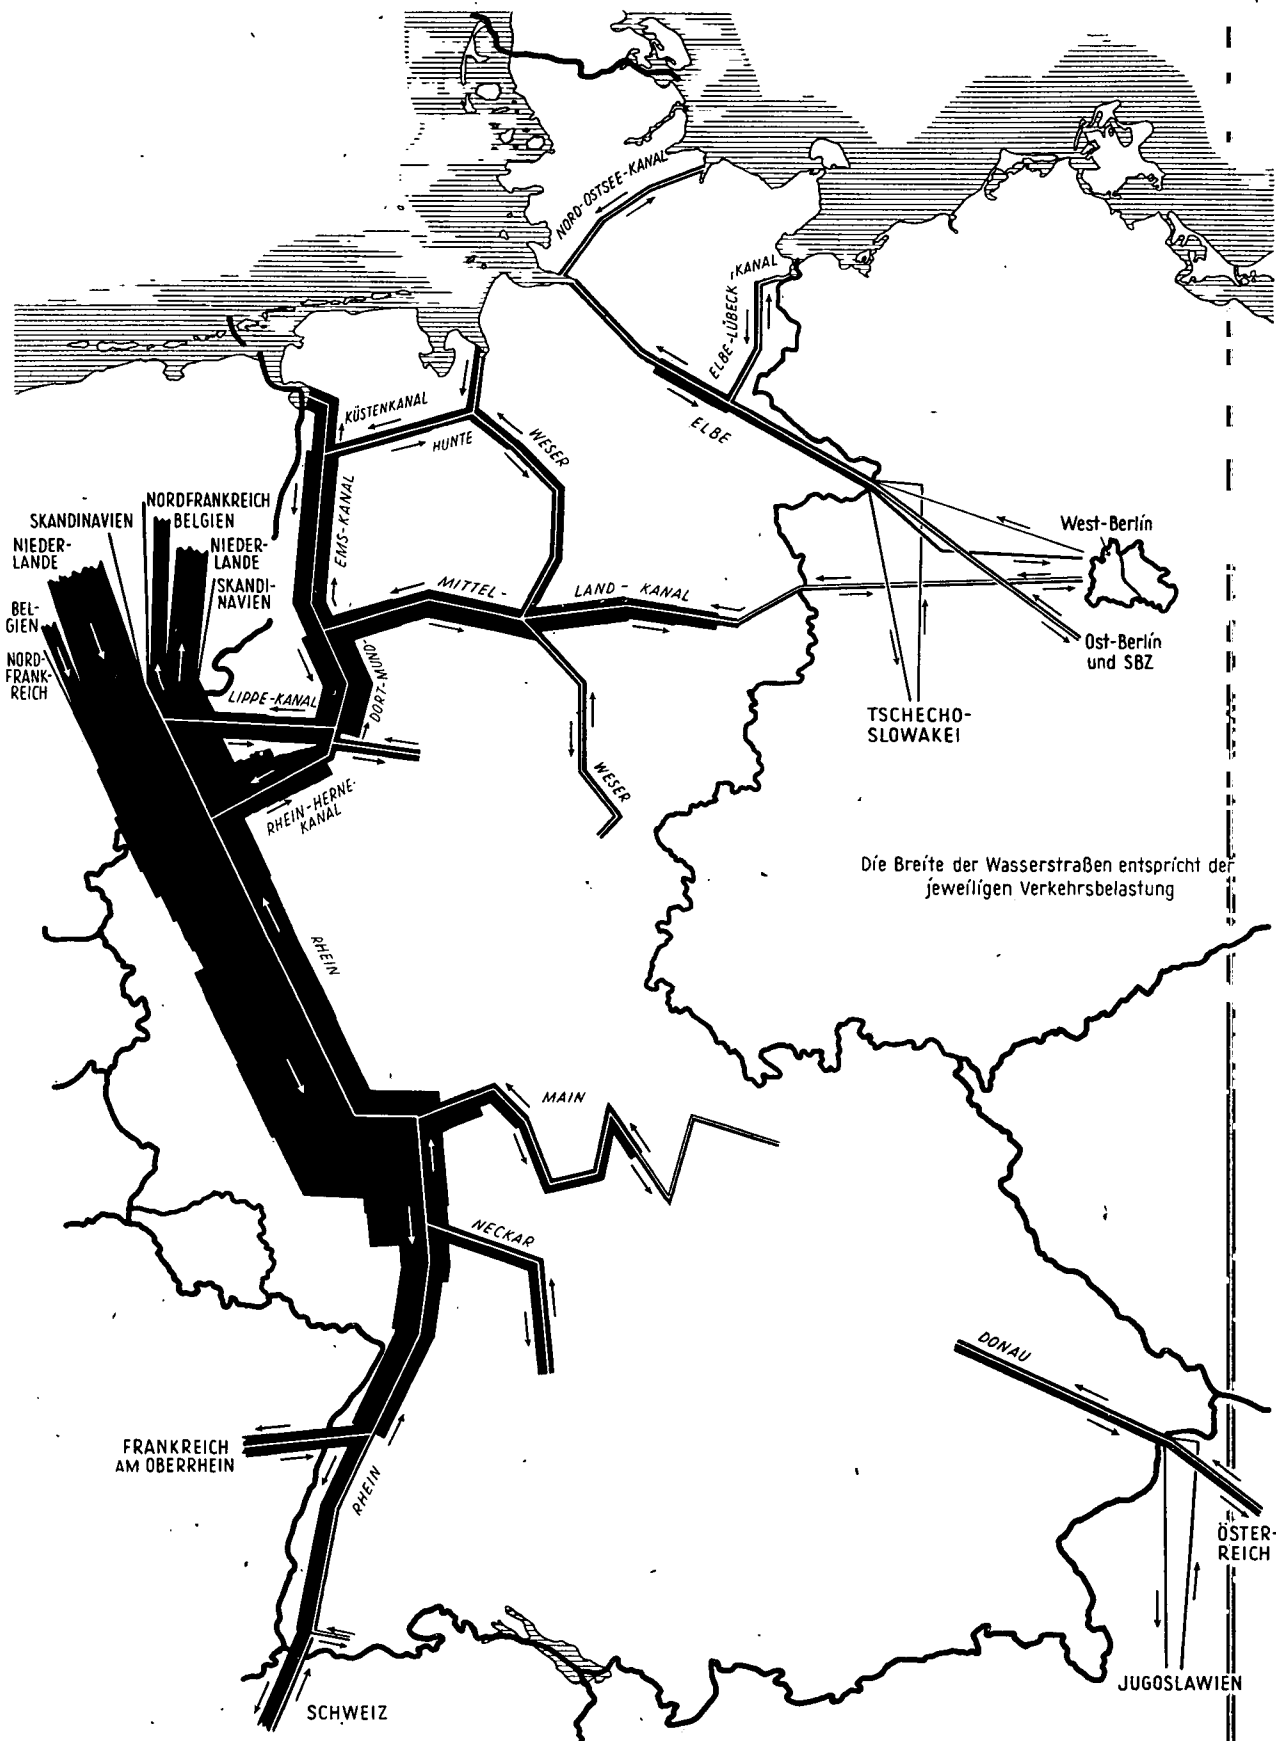 NORD-OSTSEE-KANAL
ELBE-LÜBECK-KANAL
KÜSTENKANAL
HUNTE
WESER
ELBE
EMS-KANAL
NORDFRANKREICH
BELGIEN
SKANDINAVIEN
NIEDER-
LANDE
NIEDER-
LANDE
SKANDI-
NAVIEN
BEL-
GIEN
NORD-
FRANK-
REICH
West-Berlin
MITTEL-
LAND-KANAL
Ost-Berlin
und SBZ
DORT-
MUND-
LIPPE-KANAL
TSCHECHO-
SLOWAKEI
WESER
RHEIN-HERNE-
KANAL
Die Breite der Wasserstraßen entspricht der
jeweiligen Verkehrsbelastung
RHEIN
MAIN
NECKAR
DONAU
FRANKREICH
AM OBERRHEIN
RHEIN
ÖSTER-
REICH
JUGOSLAWIEN
SCHWEIZ